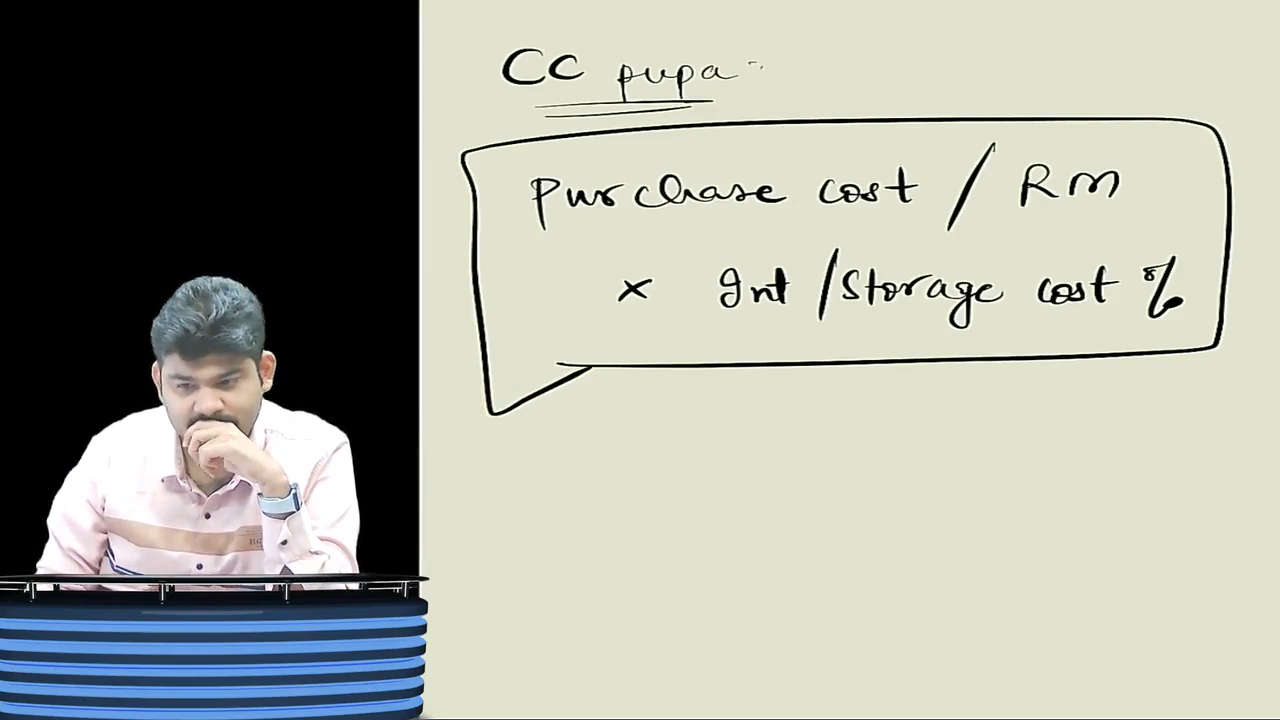 CC pupa
Purchase cost / RM
× Int / Storage cost %